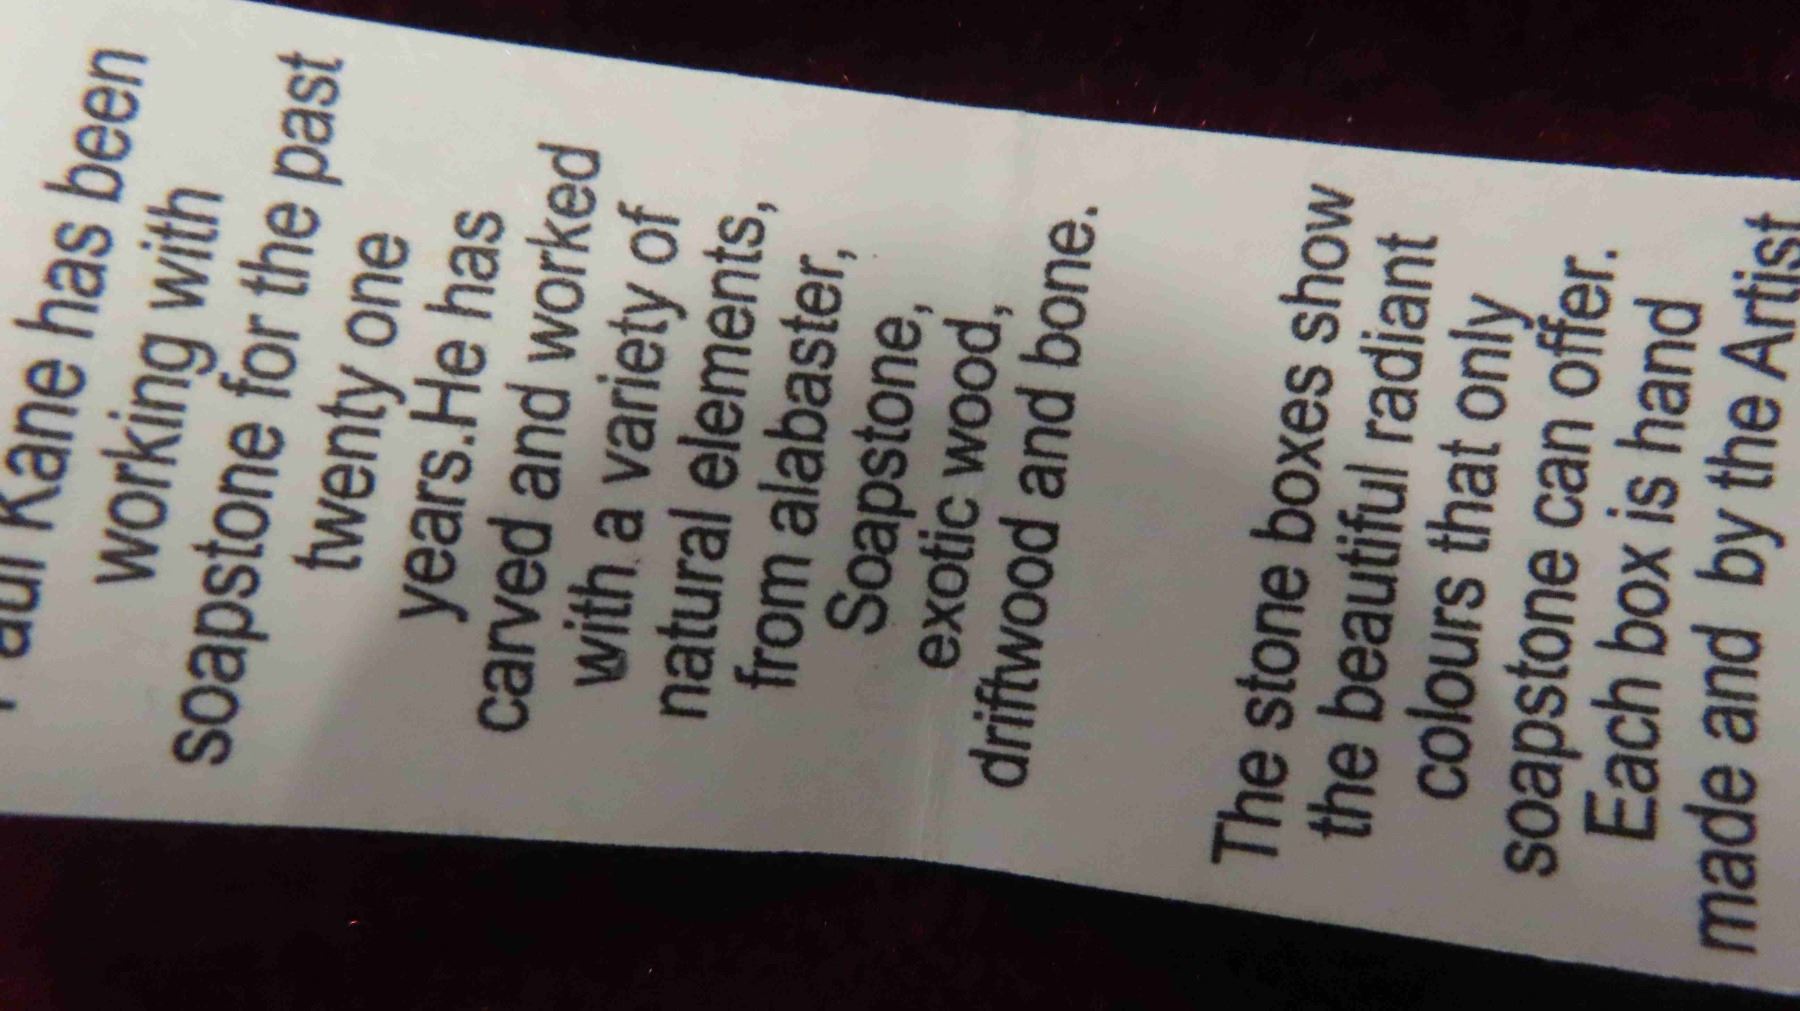 Paul Kane has been
working with
soapstone for the past
twenty one
years.He has
carved and worked
with a variety of
natural elements,
from alabaster,
Soapstone,
exotic wood,
driftwood and bone.
The stone boxes show
the beautiful radiant
colours that only
soapstone can offer.
Each box is hand
made and by the Artist